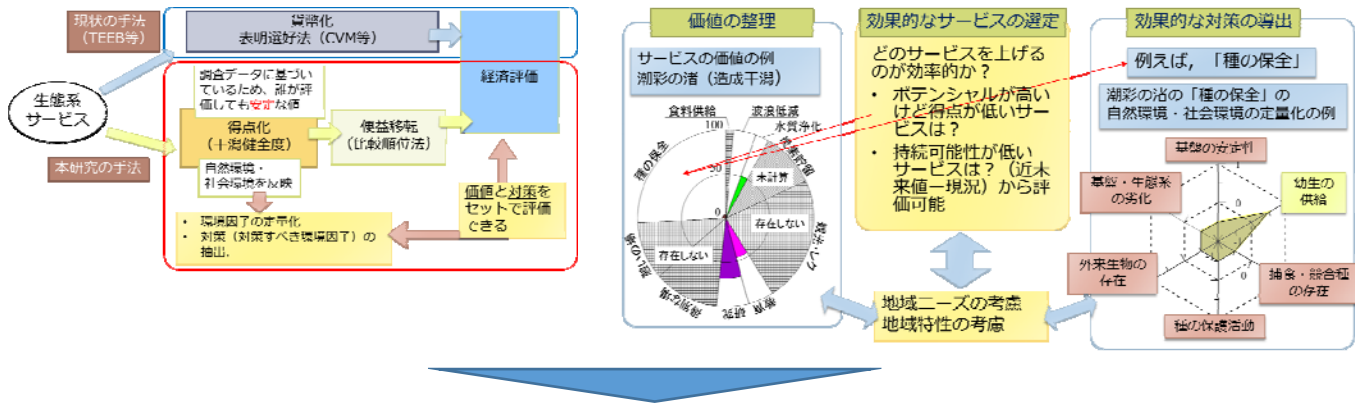 現状の手法
（TEEB等）
貨幣化
表明選好法（CVM等）
経済評価
調査データに基づい
ているため、誰が評
価しても安定な値
生態系
サービス
得点化
（干潟健全度）
便益移転
（比較順位法）
本研究の手法
自然環境・
社会環境を反映
価値と対策を
セットで評価
できる
• 環境因子の定量化
• 対策（対策すべき環境因子）の
抽出.
価値の整理
サービスの価値の例
潮彩の渚（造成干潟）
食料供給
波浪低減
水質浄化
100
50
0
種の保全
未計算
存在しない
存在しない
観光・レク
教育
研究
効果的なサービスの選定
どのサービスを上げる
のが効率的か？
• ポテンシャルが高い
けど得点が低いサー
ビスは？
• 持続可能性が低い
サービスは？（近未
来値ー現況）から評
価可能
地域ニーズの考慮
地域特性の考慮
効果的な対策の導出
例えば，「種の保全」
潮彩の渚の「種の保全」の
自然環境・社会環境の定量化の例
基盤の安定性
基盤・生態系
の劣化
幼生の
供給
外来生物の
存在
捕食・競合種
の存在
種の保護活動